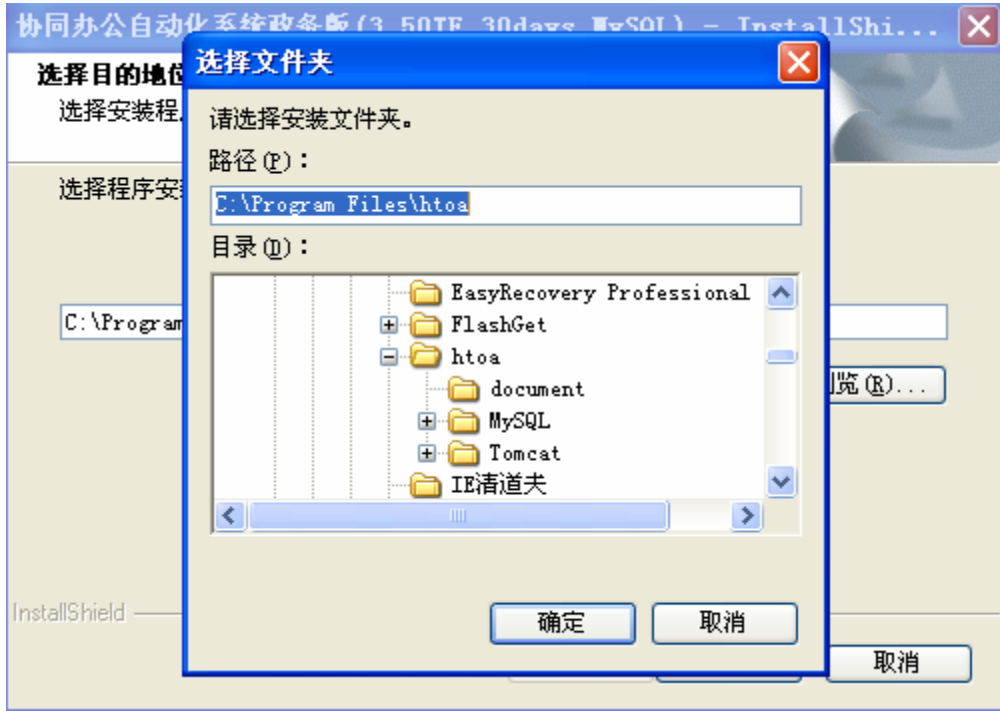 协同办公自动化系统政务版(3.50TE 30days MySQL) - InstallShi...
选择文件夹
选择目的地位
选择安装程
请选择安装文件夹。
路径(P):
选择程序安
C:\Program Files\htoa
目录(D):
EasyRecovery Professional
C:\Program
FlashGet
htoa
document
览(R)...
MySQL
Tomcat
IE清道夫
InstallShield
确定
取消
取消